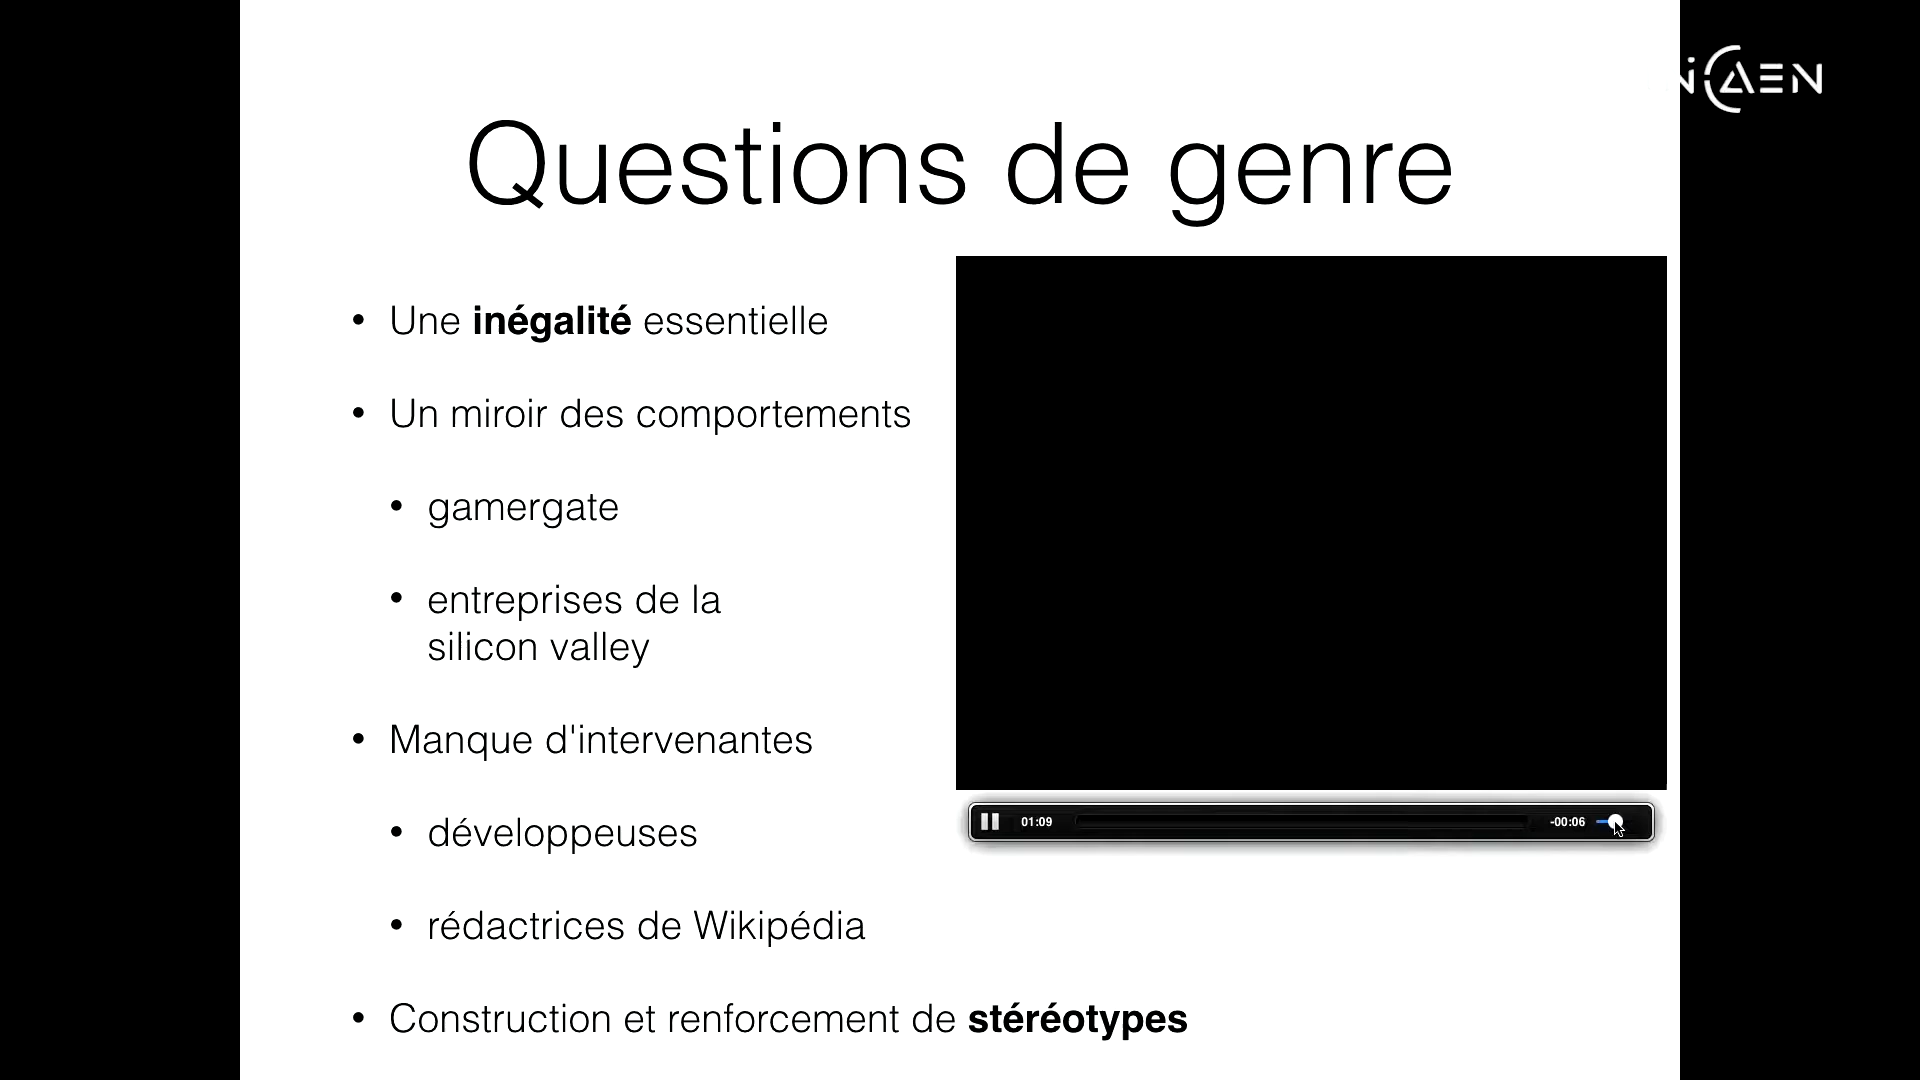 NiCAEN
Questions de genre
• Une inégalité essentielle
• Un miroir des comportements
• gamergate
• entreprises de la
silicon valley
• Manque d'intervenantes
• développeuses
• rédactrices de Wikipédia
• Construction et renforcement de stéréotypes
01:09
-00:06